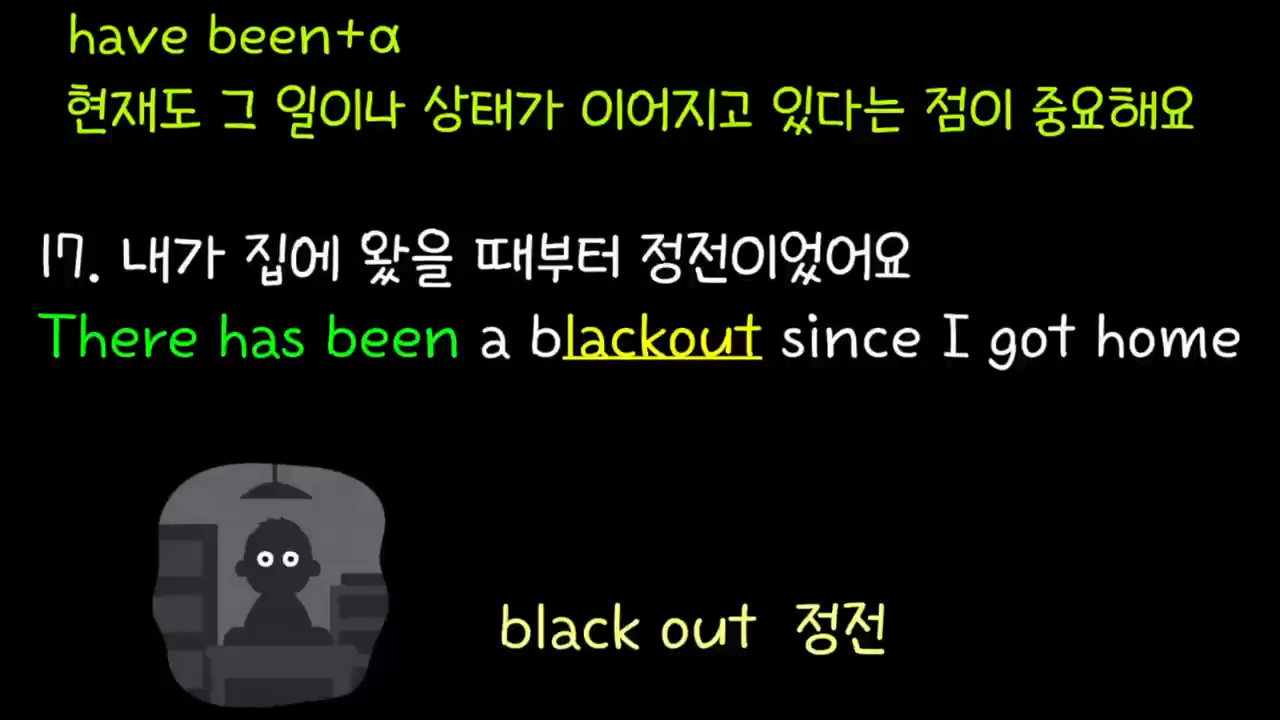 have been+α
현재도 그 일이나 상태가 이어지고 있다는 점이 중요해요
17. 내가 집에 왔을 때부터 정전이었어요
There has been a blackout since I got home
black out 정전